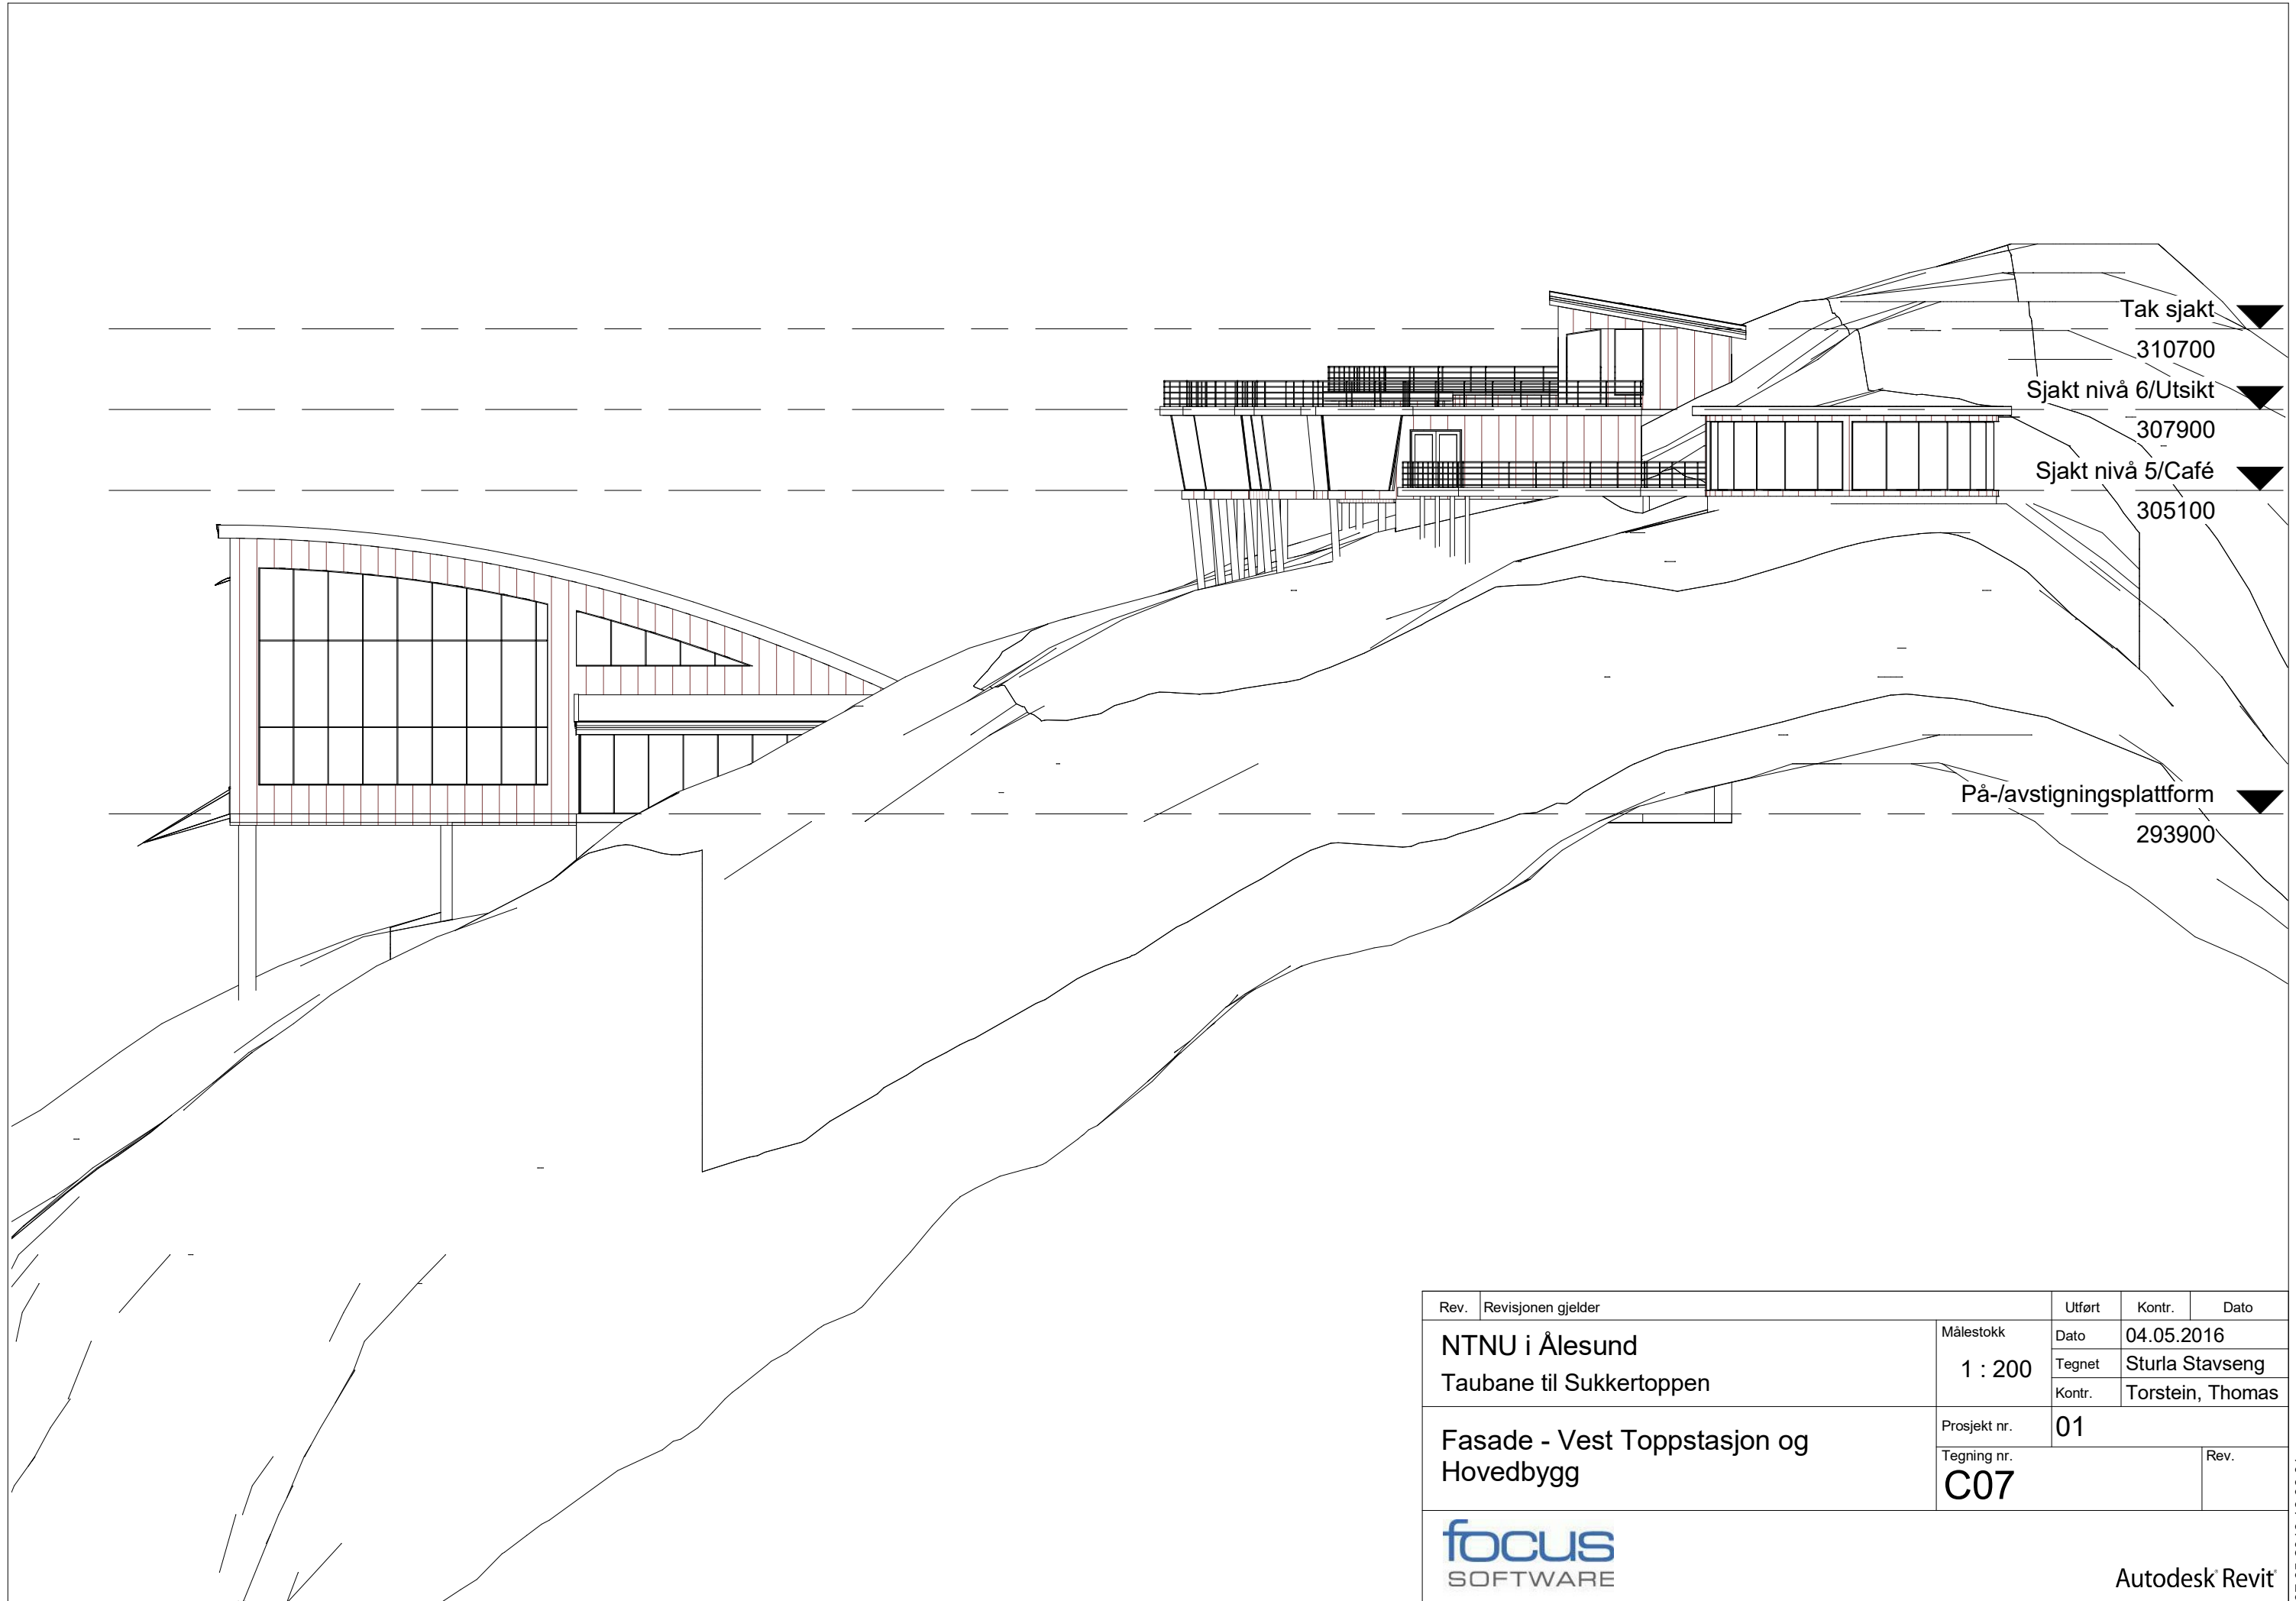 Tak sjakt
310700
Sjakt nivå 6/Utsikt
307900
Sjakt nivå 5/Café
305100
På-/avstigningsplattform
293900
Rev. Revisjonen gjelder Utført Kontr. Dato
NTNU i Ålesund
Taubane til Sukkertoppen
Målestokk
1 : 200
Dato 04.05.2016
Tegnet Sturla Stavseng
Kontr. Torstein, Thomas
Fasade - Vest Toppstasjon og
Hovedbygg
Prosjekt nr. 01
Tegning nr. Rev.
C07
focus
SOFTWARE
Autodesk Revit